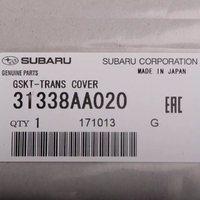 SUBARU SUBARU CORPORATION
GENUINE PARTS MADE IN JAPAN
GSKT-TRANS COVER
31338AA020 EAC
QTY 1 171013 G